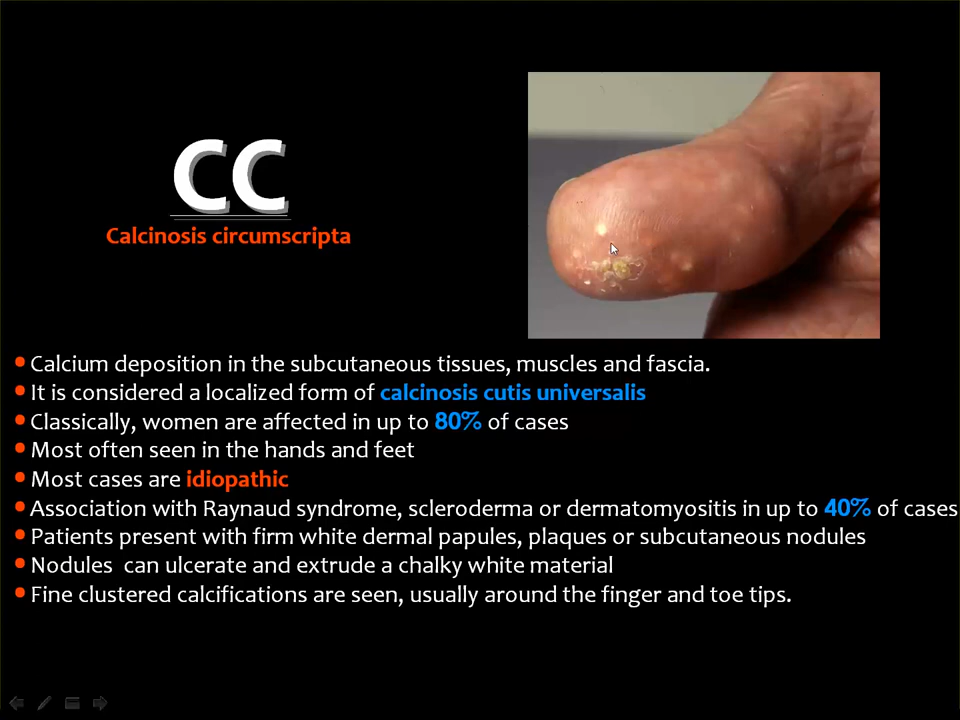 CC
Calcinosis circumscripta
• Calcium deposition in the subcutaneous tissues, muscles and fascia.
• It is considered a localized form of calcinosis cutis universalis
• Classically, women are affected in up to 80% of cases
• Most often seen in the hands and feet
• Most cases are idiopathic
• Association with Raynaud syndrome, scleroderma or dermatomyositis in up to 40% of cases
• Patients present with firm white dermal papules, plaques or subcutaneous nodules
• Nodules can ulcerate and extrude a chalky white material
• Fine clustered calcifications are seen, usually around the finger and toe tips.